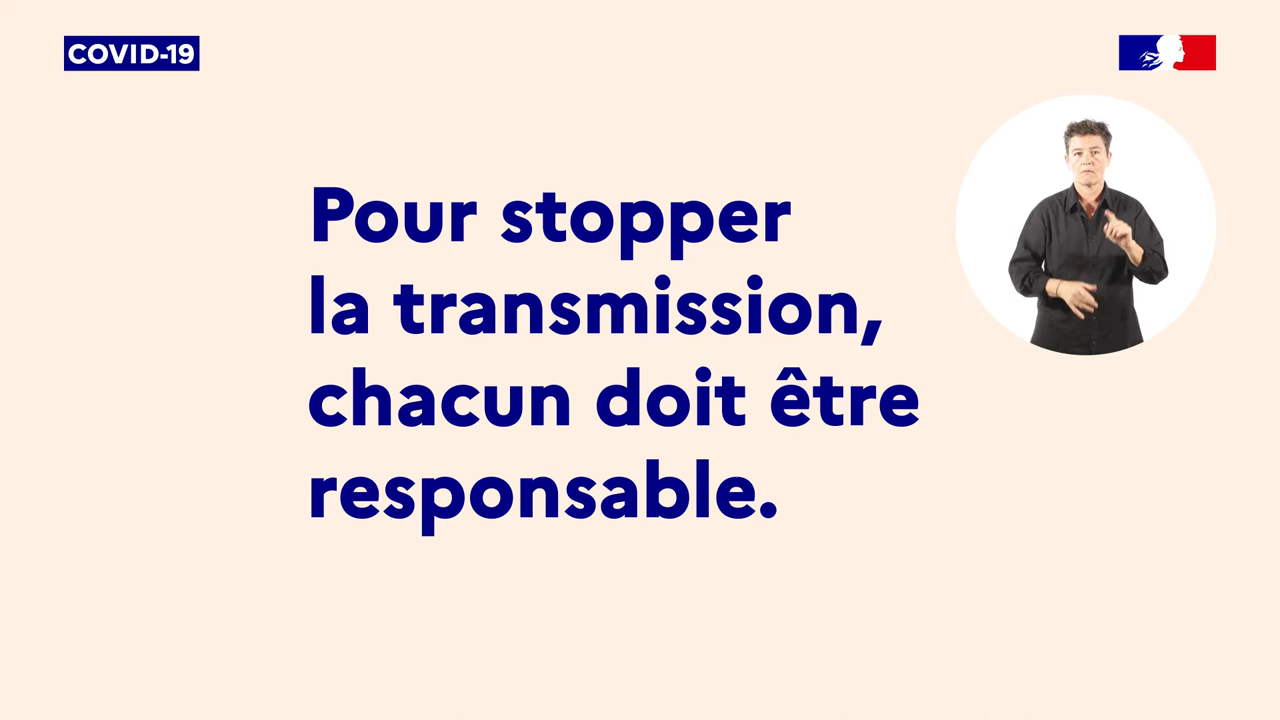 COVID-19
Pour stopper
la transmission,
chacun doit être
responsable.